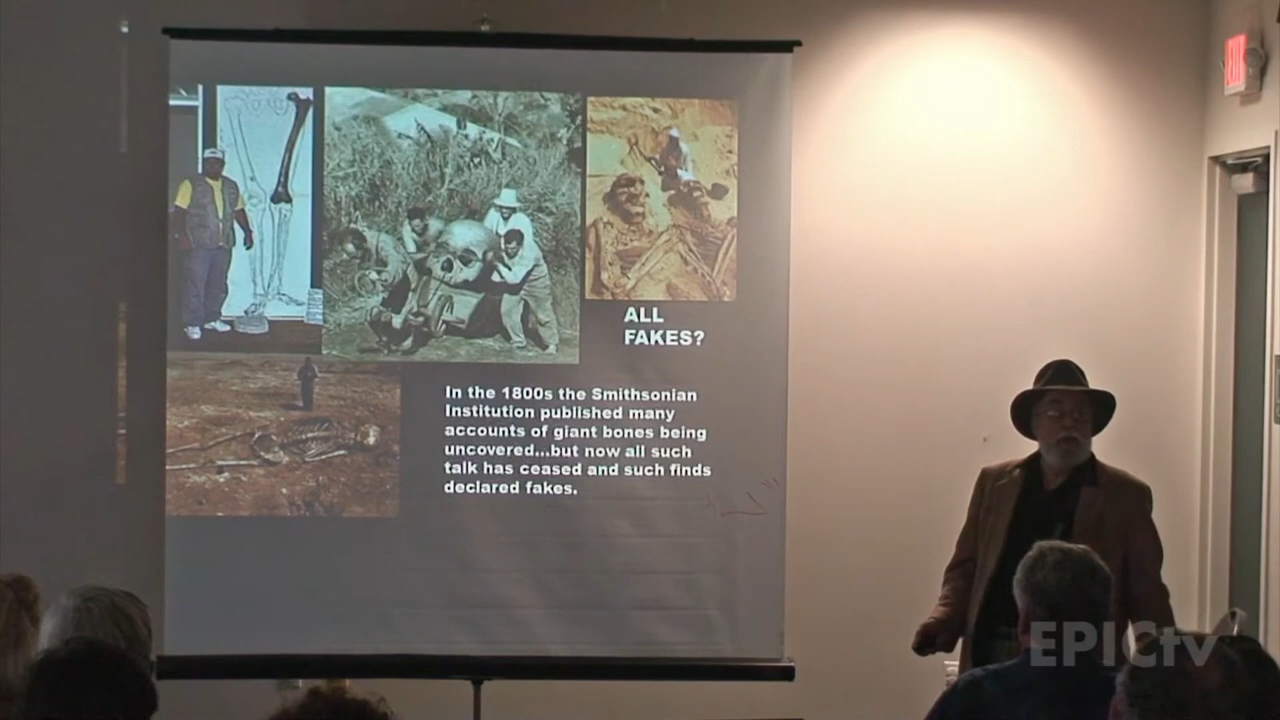 EXIT
ALL
FAKES?
In the 1800s the Smithsonian
Institution published many
accounts of giant bones being
uncovered...but now all such
talk has ceased and such finds
declared fakes.
EPICtv